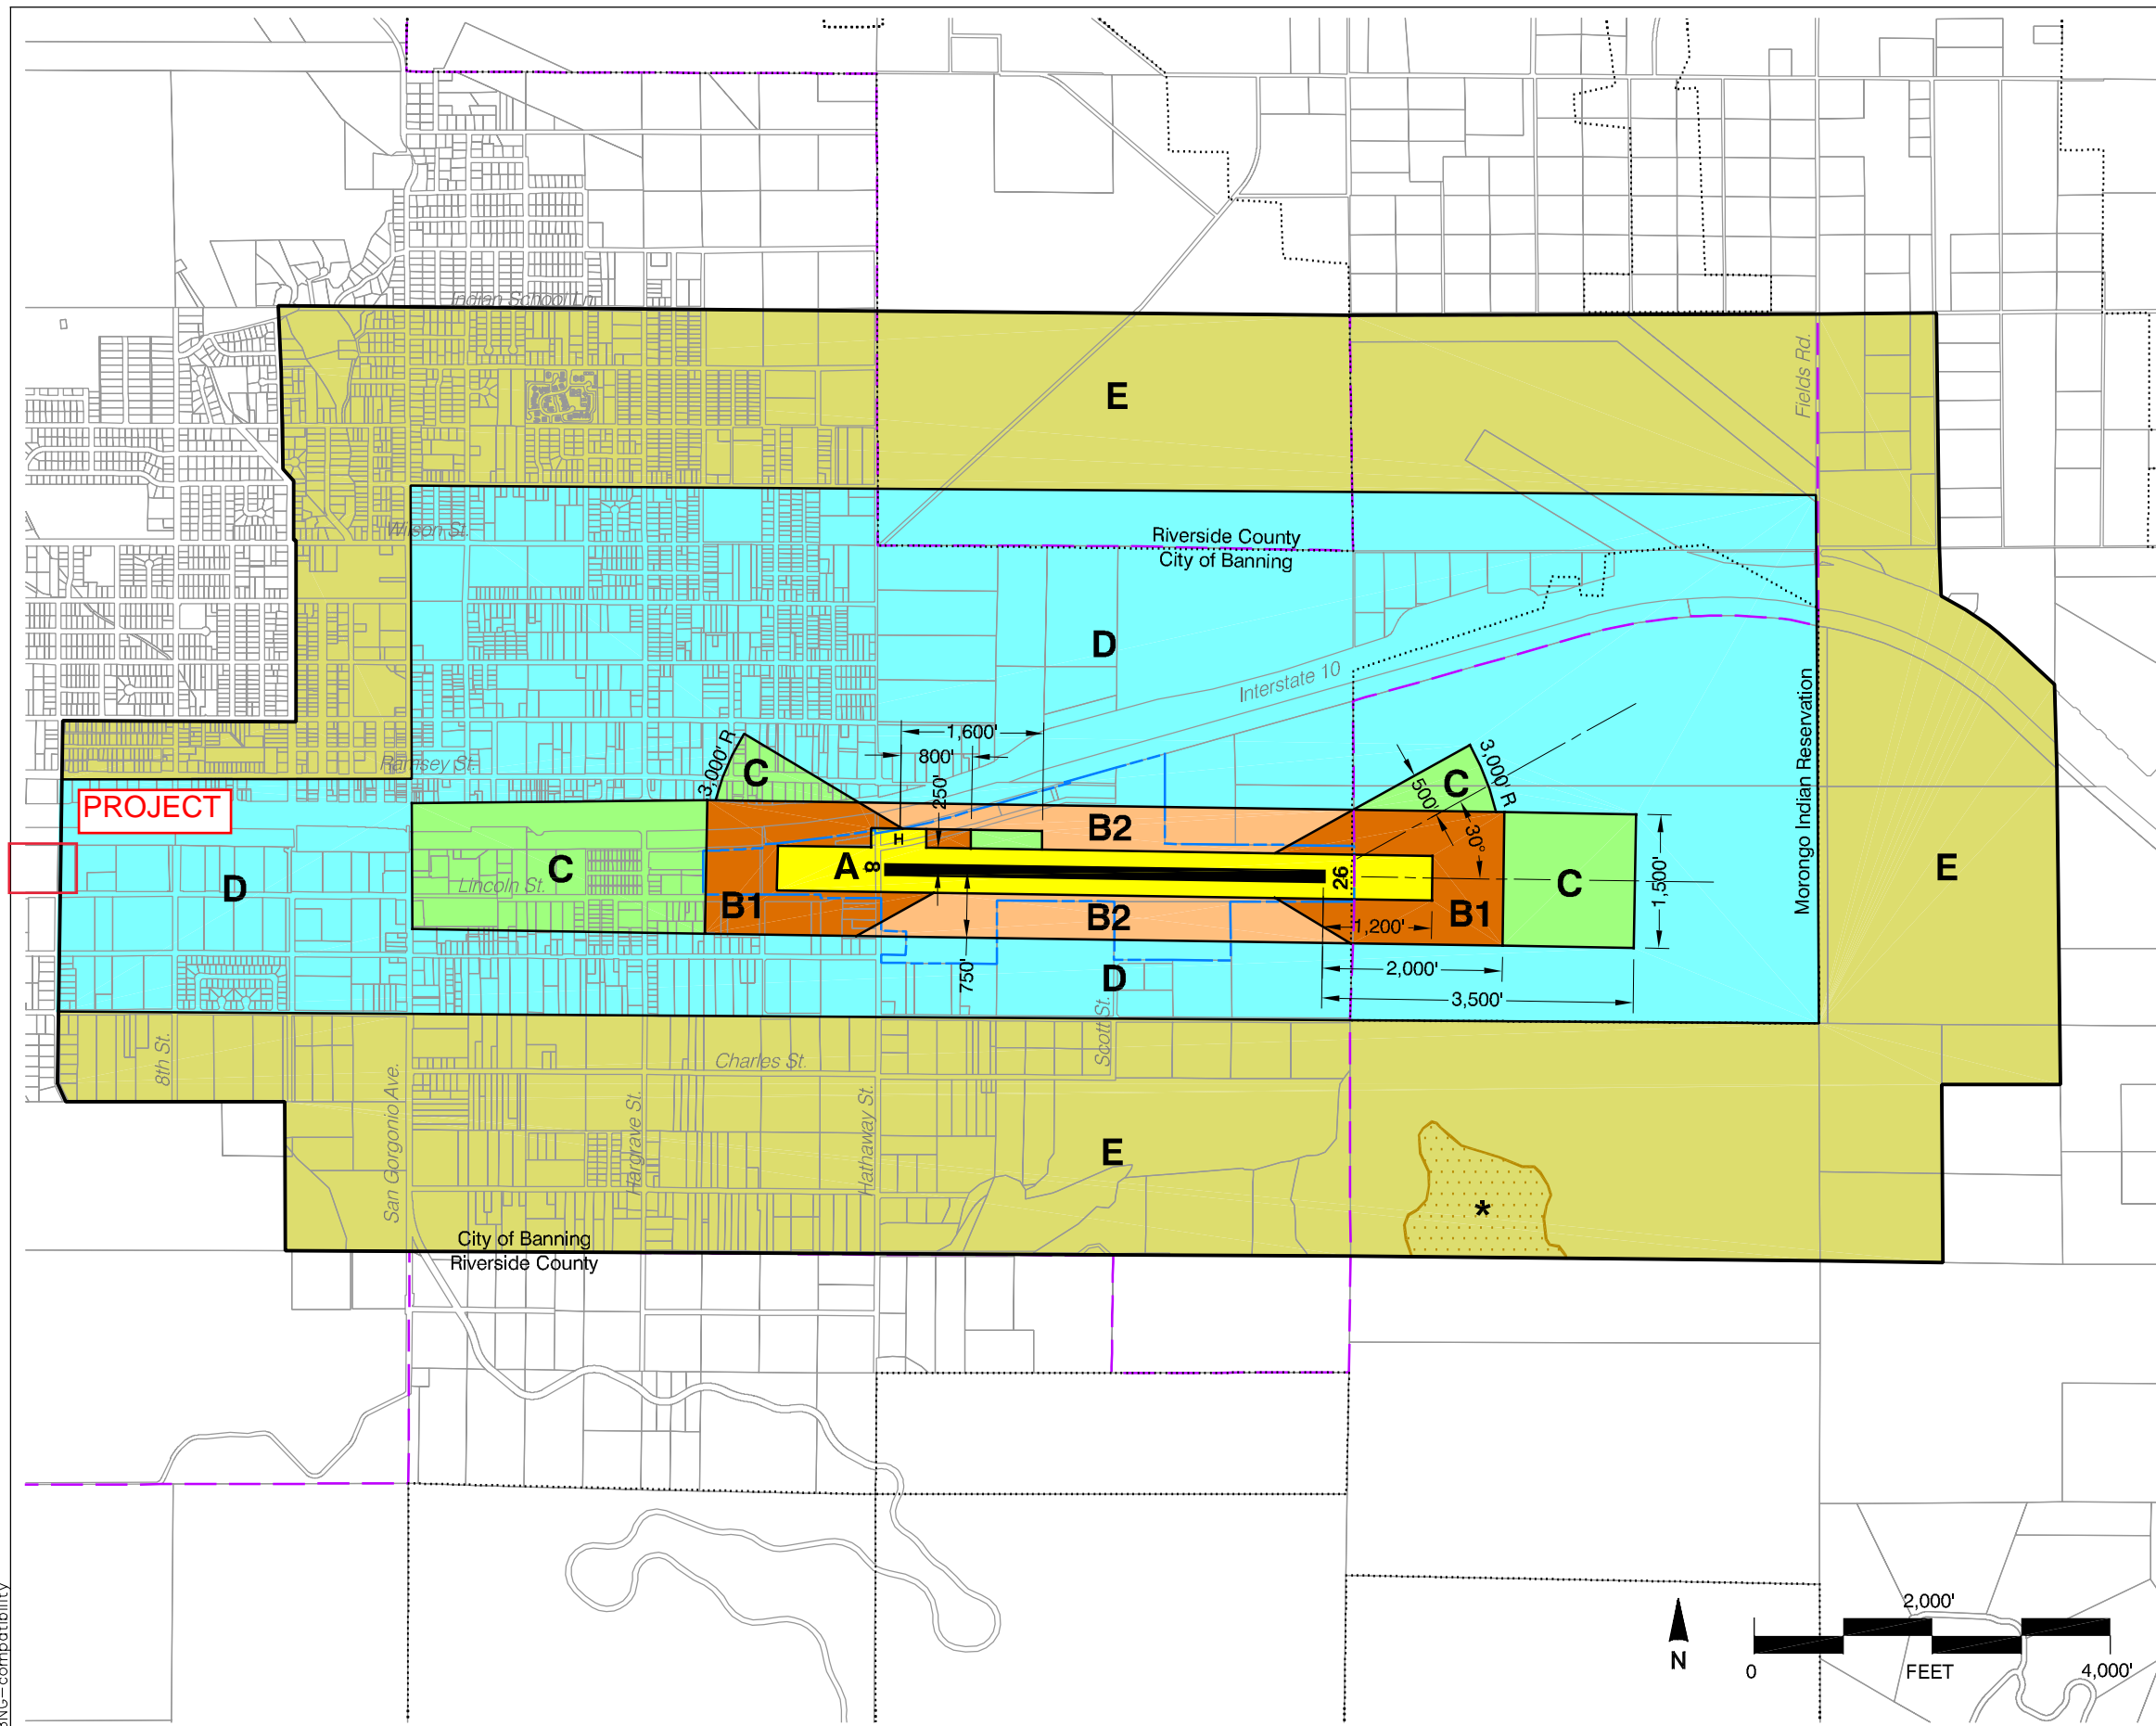 Indian School Ln.
Fields Rd.
E
Wilson St.
Riverside County
City of Banning
D
Interstate 10
Morongo Indian Reservation
1,600'
800'
250'
3,000' R
C
Ramsey St.
PROJECT
3,000' R
C
500'
30°
B2
H
A
8
26
C
Lincoln St.
D
B1
B2
B1
C
1,500'
E
1,200'
750'
D
2,000'
3,500'
Scott St.
8th St.
Charles St.
San Gorgonio Ave.
Hargrave St.
Hathaway St.
E
*
City of Banning
Riverside County
N
2,000'
0
FEET
4,000'